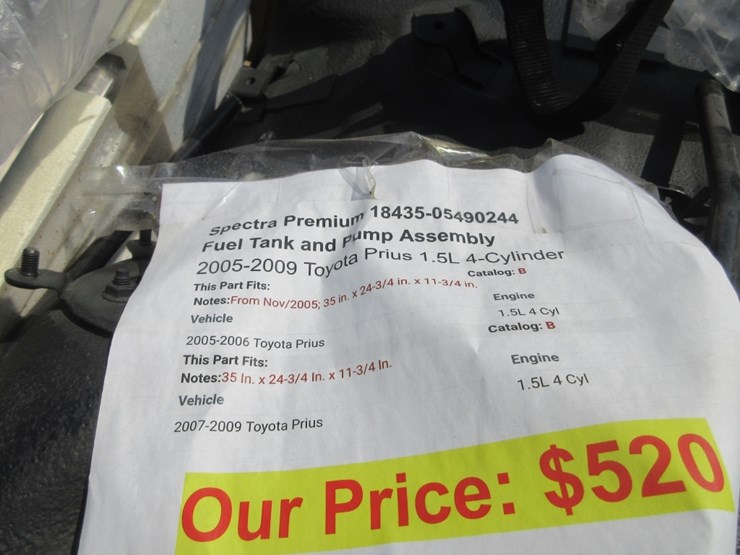 Spectra Premium 18435-05490244
Fuel Tank and Pump Assembly
2005-2009 Toyota Prius 1.5L 4-Cylinder
This Part Fits:
Catalog: B
Notes:From Nov/2005; 35 in. x 24-3/4 in. x 11-3/4 in.
Vehicle
Engine
2005-2006 Toyota Prius
1.5L 4 Cyl
This Part Fits:
Catalog: B
Notes:35 In. x 24-3/4 In. x 11-3/4 In.
Vehicle
Engine
2007-2009 Toyota Prius
1.5L 4 Cyl
Our Price: $520